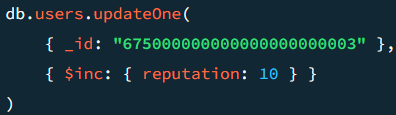 db.users.updateOne(
    { _id: "675000000000000000000003" },
    { $inc: { reputation: 10 } }
)